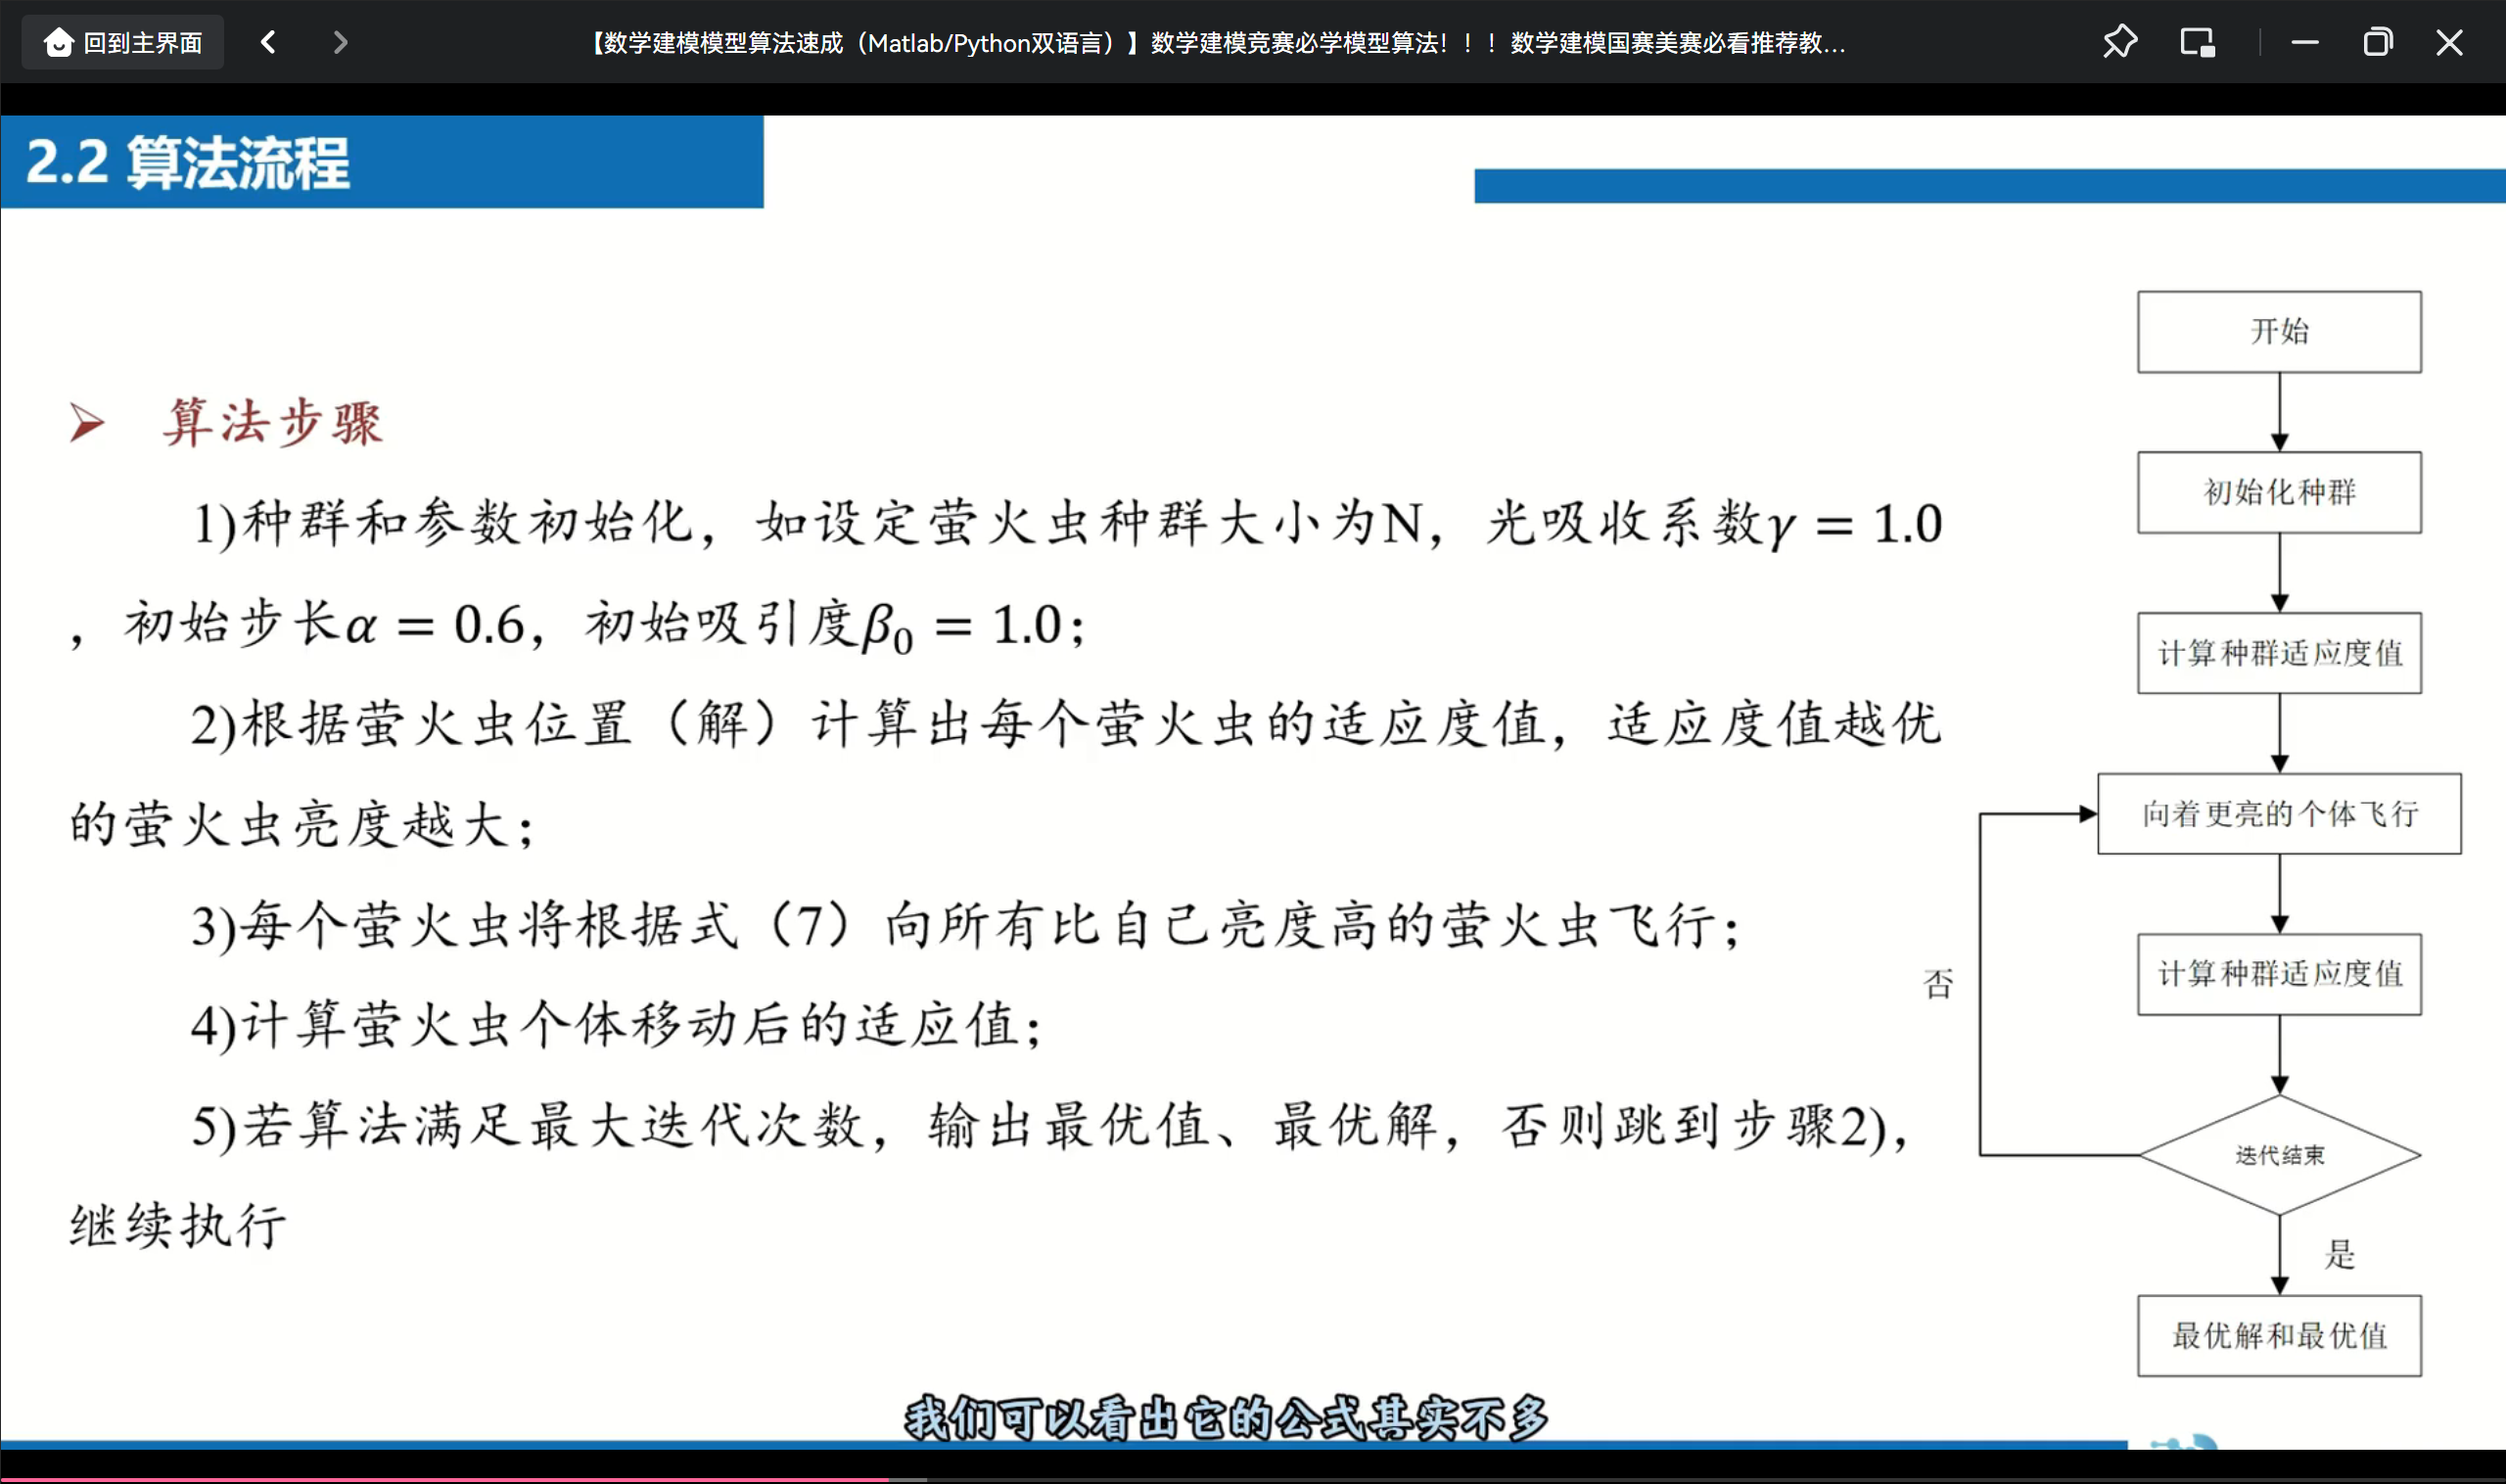 回到主界面
【数学建模模型算法速成（Matlab/Python双语言）】数学建模竞赛必学模型算法！！！数学建模国赛美赛必看推荐教...
2.2 算法流程
算法步骤
1)种群和参数初始化，如设定萤火虫种群大小为N，光吸收系数γ = 1.0
，初始步长α = 0.6，初始吸引度β₀ = 1.0；
2)根据萤火虫位置（解）计算出每个萤火虫的适应度值，适应度值越优
的萤火虫亮度越大；
3)每个萤火虫将根据式（7）向所有比自己亮度高的萤火虫飞行；
4)计算萤火虫个体移动后的适应值；
5)若算法满足最大迭代次数，输出最优值、最优解，否则跳到步骤2)，
继续执行
开始
初始化种群
计算种群适应度值
向着更亮的个体飞行
计算种群适应度值
否
迭代结束
是
最优解和最优值
我们可以看出它的公式其实不多